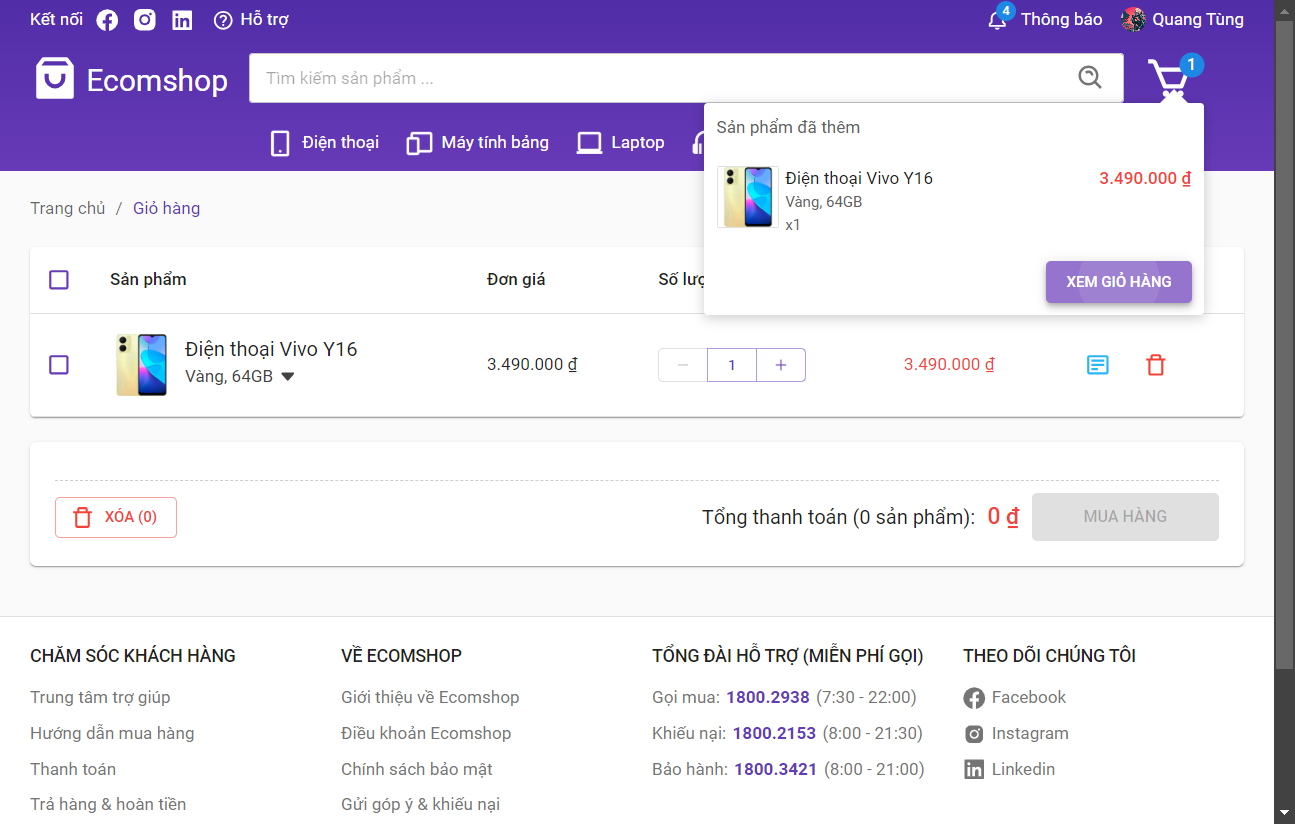 Kết nối
Hỗ trợ
4
Thông báo
Quang Tùng
Ecomshop
Tìm kiếm sản phẩm ...
1
Điện thoại
Máy tính bảng
Laptop
Sản phẩm đã thêm
Điện thoại Vivo Y16
3.490.000 ₫
Vàng, 64GB
x1
XEM GIỎ HÀNG
Trang chủ / Giỏ hàng
Sản phẩm
Đơn giá
Số lượ
Điện thoại Vivo Y16
Vàng, 64GB
3.490.000 ₫
− 1 +
3.490.000 ₫
XÓA (0)
Tổng thanh toán (0 sản phẩm): 0 ₫
MUA HÀNG
CHĂM SÓC KHÁCH HÀNG
Trung tâm trợ giúp
Hướng dẫn mua hàng
Thanh toán
Trả hàng & hoàn tiền
VỀ ECOMSHOP
Giới thiệu về Ecomshop
Điều khoản Ecomshop
Chính sách bảo mật
Gửi góp ý & khiếu nại
TỔNG ĐÀI HỖ TRỢ (MIỄN PHÍ GỌI)
Gọi mua: 1800.2938 (7:30 - 22:00)
Khiếu nại: 1800.2153 (8:00 - 21:30)
Bảo hành: 1800.3421 (8:00 - 21:00)
THEO DÕI CHÚNG TÔI
Facebook
Instagram
Linkedin